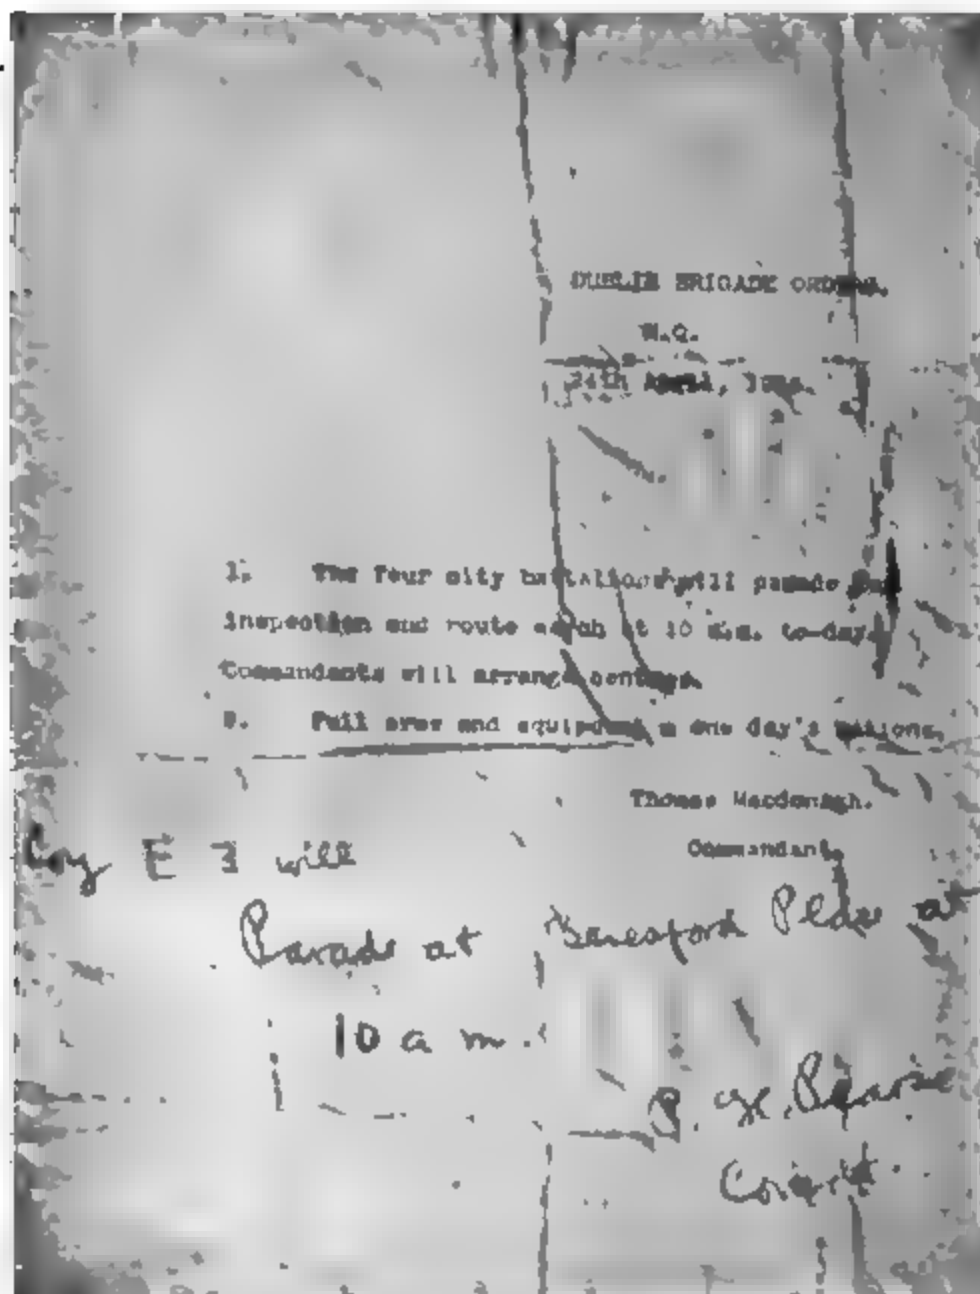 DUBLIN BRIGADE ORDERS.
H.Q.
24th April, 1916.
1. The four city battalions will parade for
inspection and route march at 10 a.m. to-day.
Commandants will arrange centres.
2. Full arms and equipment one day's rations.
Thomas Macdonagh.
Commandant.
Coy E 3 will
Parade at Beresford Place at
10 a m.
P. H. Pearse
Comdt.